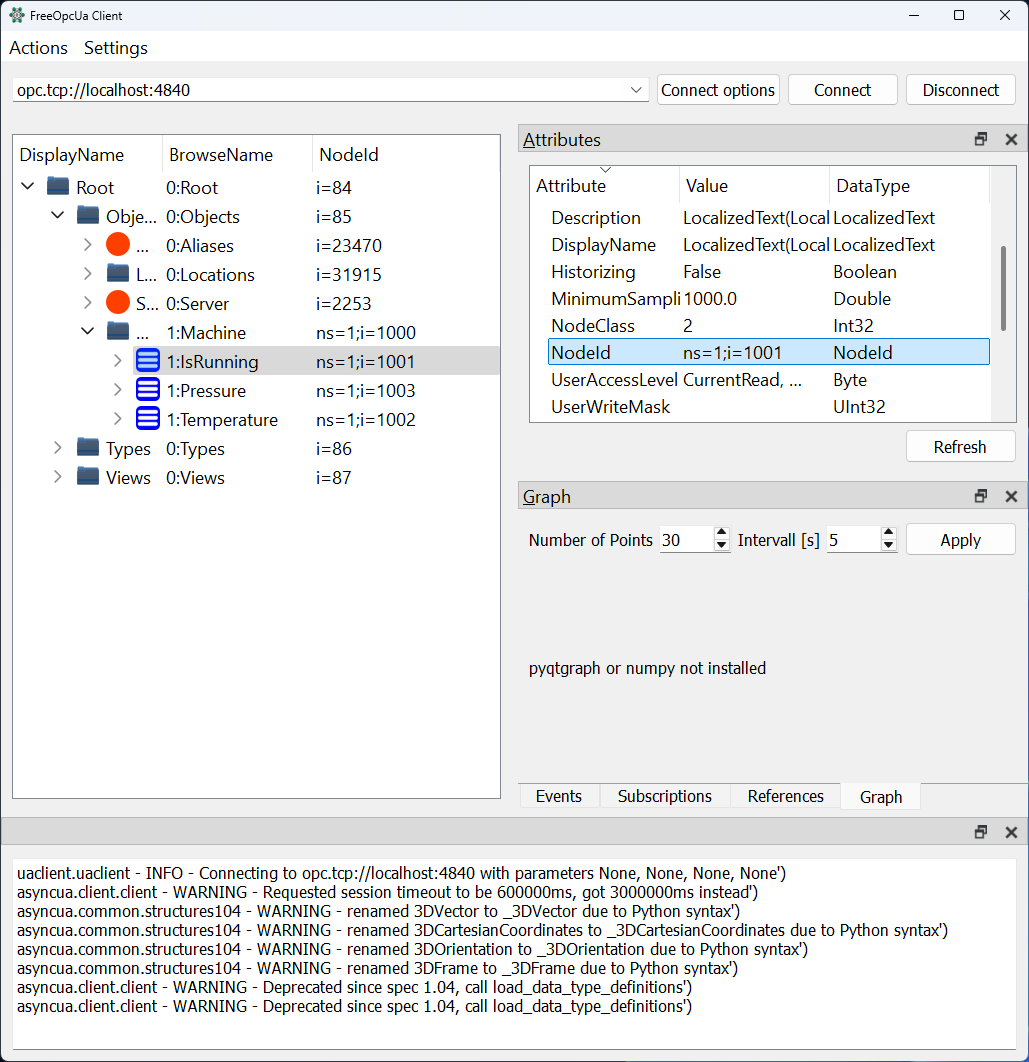 FreeOpcUa Client
Actions Settings
opc.tcp://localhost:4840 Connect options Connect Disconnect
DisplayName BrowseName NodeId
Root 0:Root i=84
Obje... 0:Objects i=85
... 0:Aliases i=23470
L... 0:Locations i=31915
S... 0:Server i=2253
... 1:Machine ns=1;i=1000
1:IsRunning ns=1;i=1001
1:Pressure ns=1;i=1003
1:Temperature ns=1;i=1002
Types 0:Types i=86
Views 0:Views i=87
Attributes
Attribute Value DataType
Description LocalizedText(Local LocalizedText
DisplayName LocalizedText(Local LocalizedText
Historizing False Boolean
MinimumSampli 1000.0 Double
NodeClass 2 Int32
NodeId ns=1;i=1001 NodeId
UserAccessLevel CurrentRead, ... Byte
UserWriteMask UInt32
Refresh
Graph
Number of Points 30 Intervall [s] 5 Apply
pyqtgraph or numpy not installed
Events Subscriptions References Graph
uaclient.uaclient - INFO - Connecting to opc.tcp://localhost:4840 with parameters None, None, None, None')
asyncua.client.client - WARNING - Requested session timeout to be 600000ms, got 3000000ms instead')
asyncua.common.structures104 - WARNING - renamed 3DVector to _3DVector due to Python syntax')
asyncua.common.structures104 - WARNING - renamed 3DCartesianCoordinates to _3DCartesianCoordinates due to Python syntax')
asyncua.common.structures104 - WARNING - renamed 3DOrientation to _3DOrientation due to Python syntax')
asyncua.common.structures104 - WARNING - renamed 3DFrame to _3DFrame due to Python syntax')
asyncua.client.client - WARNING - Deprecated since spec 1.04, call load_data_type_definitions')
asyncua.client.client - WARNING - Deprecated since spec 1.04, call load_data_type_definitions')